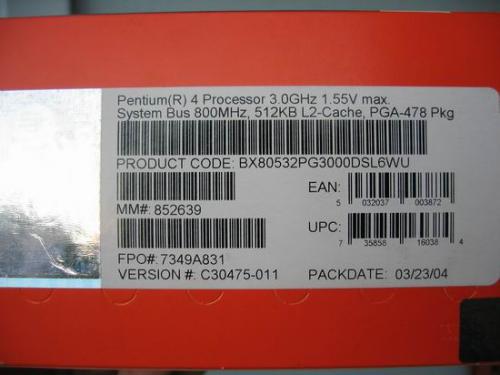 Pentium(R) 4 Processor 3.0GHz 1.55V max.
System Bus 800MHz, 512KB L2-Cache, PGA-478 Pkg
PRODUCT CODE: BX80532PG3000DSL6WU
EAN:
5 032037 003872
MM#: 852639
UPC:
7 35858 16038 4
FPO#: 7349A831
VERSION #: C30475-011 PACKDATE: 03/23/04